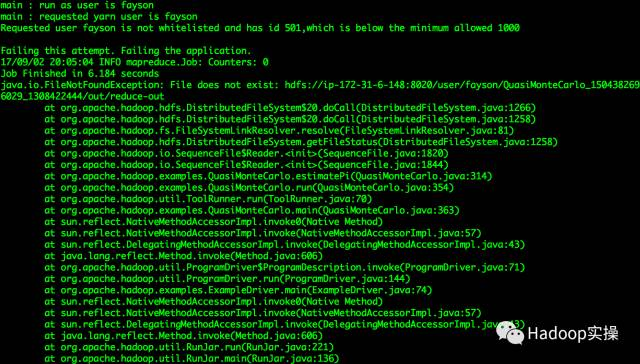 main : run as user is fayson
main : requested yarn user is fayson
Requested user fayson is not whitelisted and has id 501,which is below the minimum allowed 1000
Failing this attempt. Failing the application.
17/09/02 20:05:04 INFO mapreduce.Job: Counters: 0
Job Finished in 6.184 seconds
java.io.FileNotFoundException: File does not exist: hdfs://ip-172-31-6-148:8020/user/fayson/QuasiMonteCarlo_150438269
6029_1308422444/out/reduce-out
at org.apache.hadoop.hdfs.DistributedFileSystem$20.doCall(DistributedFileSystem.java:1266)
at org.apache.hadoop.hdfs.DistributedFileSystem$20.doCall(DistributedFileSystem.java:1258)
at org.apache.hadoop.fs.FileSystemLinkResolver.resolve(FileSystemLinkResolver.java:81)
at org.apache.hadoop.hdfs.DistributedFileSystem.getFileStatus(DistributedFileSystem.java:1258)
at org.apache.hadoop.io.SequenceFile$Reader.<init>(SequenceFile.java:1820)
at org.apache.hadoop.io.SequenceFile$Reader.<init>(SequenceFile.java:1844)
at org.apache.hadoop.examples.QuasiMonteCarlo.estimatePi(QuasiMonteCarlo.java:314)
at org.apache.hadoop.examples.QuasiMonteCarlo.run(QuasiMonteCarlo.java:354)
at org.apache.hadoop.util.ToolRunner.run(ToolRunner.java:70)
at org.apache.hadoop.examples.QuasiMonteCarlo.main(QuasiMonteCarlo.java:363)
at sun.reflect.NativeMethodAccessorImpl.invoke0(Native Method)
at sun.reflect.NativeMethodAccessorImpl.invoke(NativeMethodAccessorImpl.java:57)
at sun.reflect.DelegatingMethodAccessorImpl.invoke(DelegatingMethodAccessorImpl.java:43)
at java.lang.reflect.Method.invoke(Method.java:606)
at org.apache.hadoop.util.ProgramDriver$ProgramDescription.invoke(ProgramDriver.java:71)
at org.apache.hadoop.util.ProgramDriver.run(ProgramDriver.java:144)
at org.apache.hadoop.examples.ExampleDriver.main(ExampleDriver.java:74)
at sun.reflect.NativeMethodAccessorImpl.invoke0(Native Method)
at sun.reflect.NativeMethodAccessorImpl.invoke(NativeMethodAccessorImpl.java:57)
at sun.reflect.DelegatingMethodAccessorImpl.invoke(DelegatingMethodAccessorImpl.java:43)
at java.lang.reflect.Method.invoke(Method.java:606)
at org.apache.hadoop.util.RunJar.run(RunJar.java:221)
at org.apache.hadoop.util.RunJar.main(RunJar.java:136)
Hadoop实操